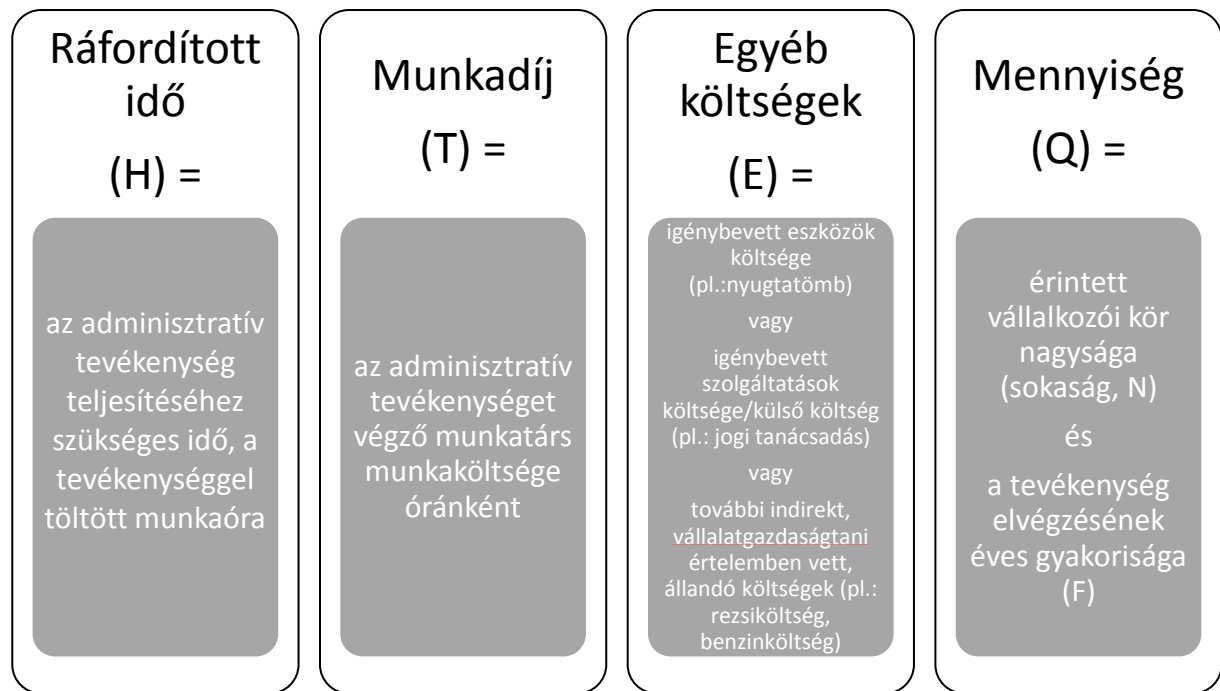 Ráfordított
idő
(H) =
az adminisztratív
tevékenység
teljesítéséhez
szükséges idő, a
tevékenységgel
töltött munkaóra
Munkadíj
(T) =
az adminisztratív
tevékenységet
végző munkatárs
munkaköltsége
óránként
Egyéb
költségek
(E) =
igénybevett eszközök
költsége
(pl.:nyugtatömb)
vagy
igénybevett
szolgáltatások
költsége/külső költség
(pl.: jogi tanácsadás)
vagy
további indirekt,
vállalatgazdaságtani
értelemben vett,
állandó költségek (pl.:
rezsiköltség,
benzinköltség)
Mennyiség
(Q) =
érintett
vállalkozói kör
nagysága
(sokaság, N)
és
a tevékenység
elvégzésének
éves gyakorisága
(F)